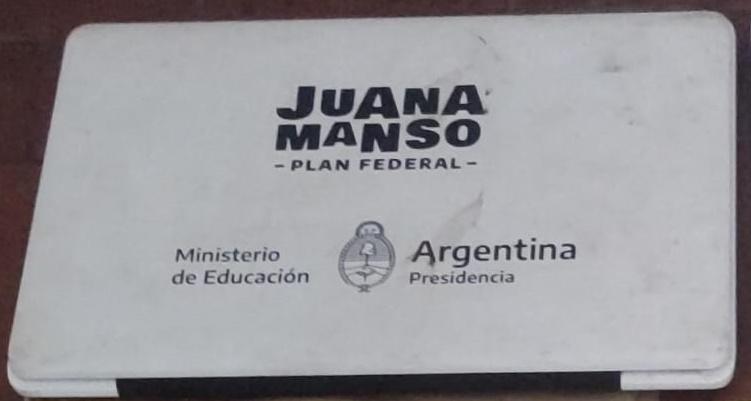 JUANA
MANSO
- PLAN FEDERAL -
Ministerio
de Educación
Argentina
Presidencia